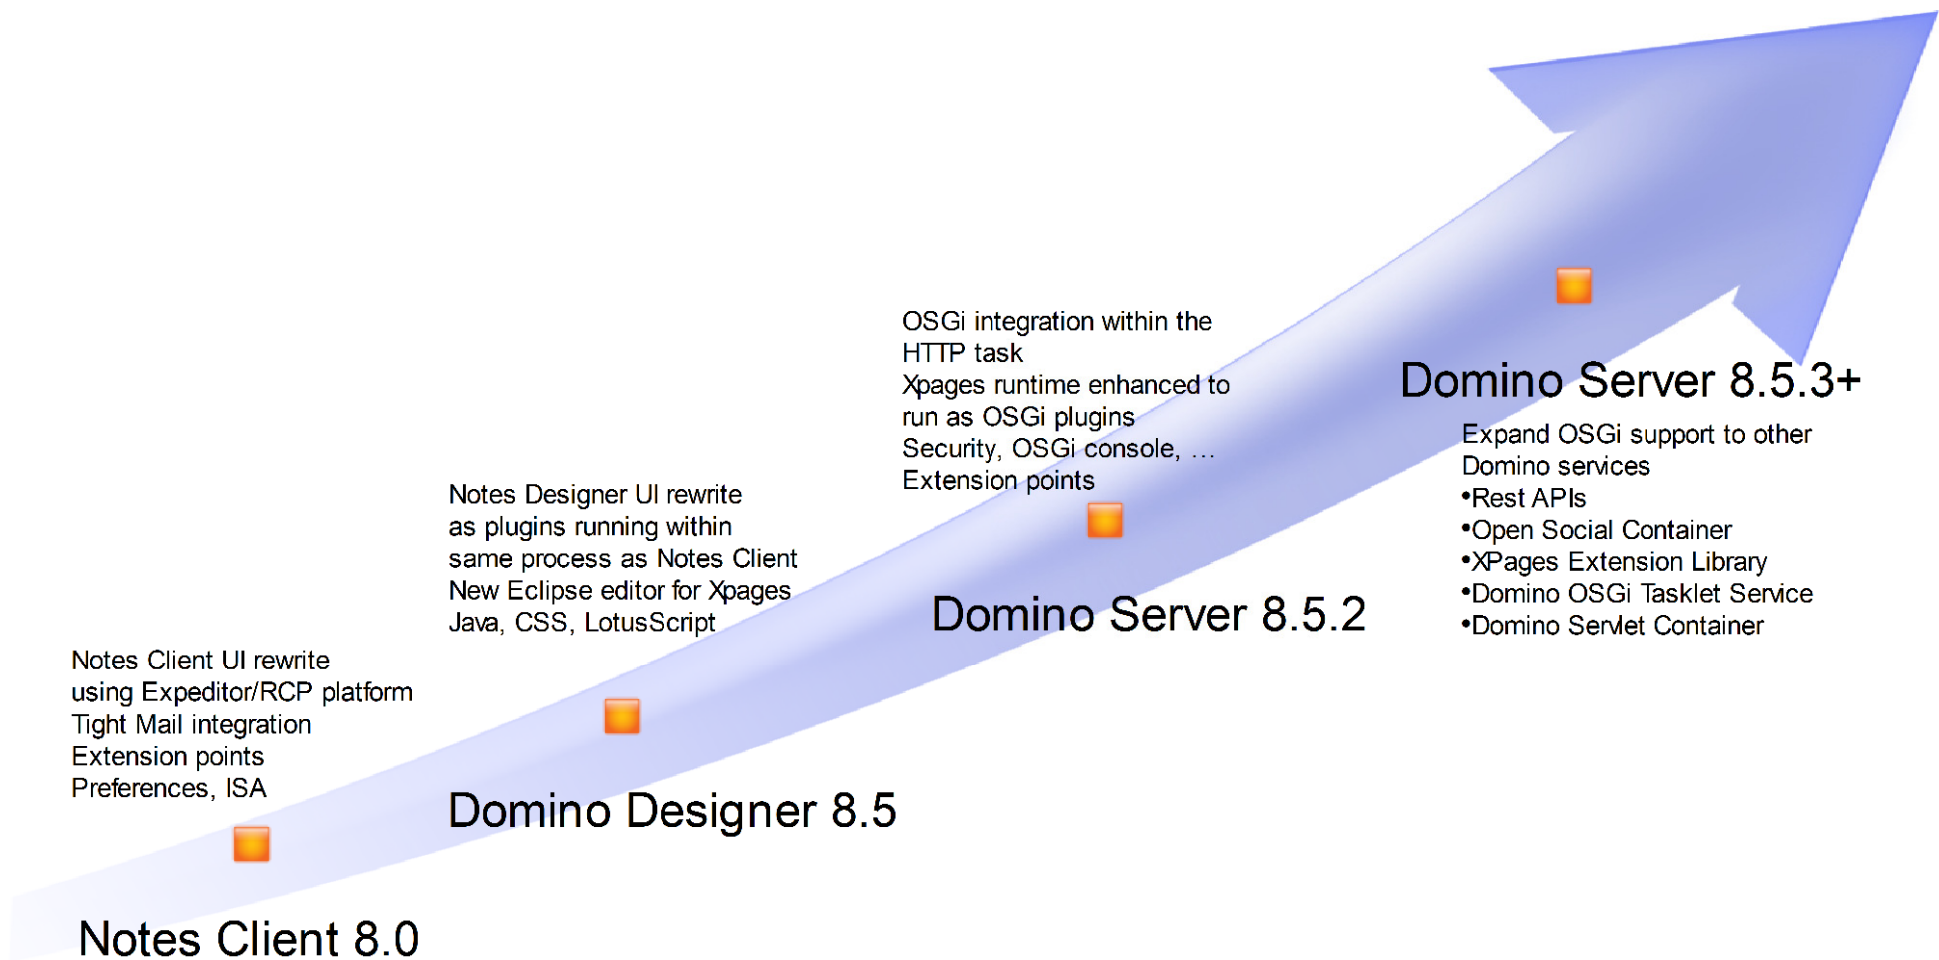 Notes Client UI rewrite
using Expeditor/RCP platform
Tight Mail integration
Extension points
Preferences, ISA
Notes Client 8.0
Notes Designer UI rewrite
as plugins running within
same process as Notes Client
New Eclipse editor for Xpages
Java, CSS, LotusScript
Domino Designer 8.5
OSGi integration within the
HTTP task
Xpages runtime enhanced to
run as OSGi plugins
Security, OSGi console, …
Extension points
Domino Server 8.5.2
Domino Server 8.5.3+
Expand OSGi support to other
Domino services
•Rest APIs
•Open Social Container
•XPages Extension Library
•Domino OSGi Tasklet Service
•Domino Servlet Container